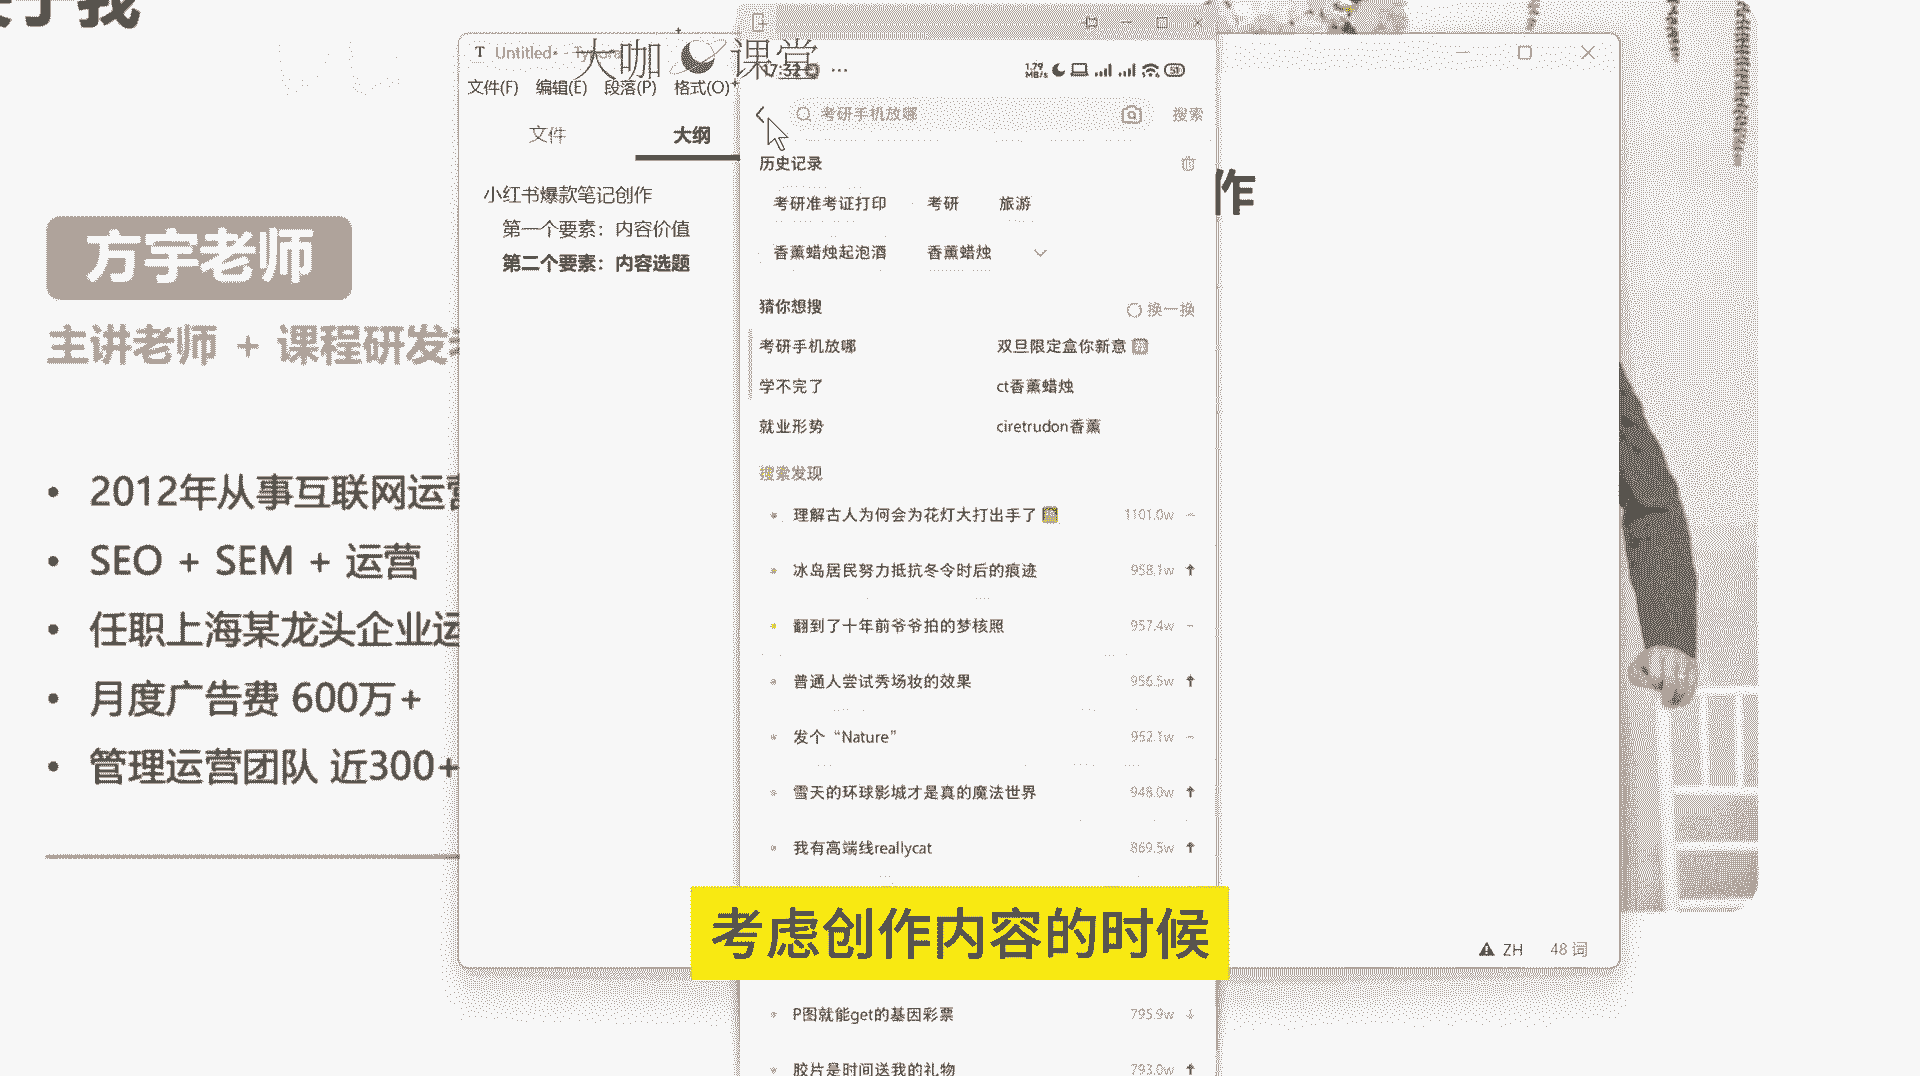 于我
方宇老师
主讲老师 + 课程研发
2012年从事互联网运营
SEO + SEM + 运营
任职上海某龙头企业运
月度广告费 600万+
管理运营团队 近300+
T Untitled• Typora
大咖 课堂
文件(F) 编辑(E) 段落(P) 格式(O)
文件 大纲
小红书爆款笔记创作
第一个要素：内容价值
第二个要素：内容选题
作
17:32 ···
1.79 MB/s 51
考研手机放哪 搜索
历史记录
考研准考证打印 考研 旅游
香薰蜡烛起泡酒 香薰蜡烛
猜你想搜 换一换
考研手机放哪 双旦限定盒你新意
学不完了 ct香薰蜡烛
就业形势 ciretrudon香薰
搜索发现
理解古人为何会为花灯大打出手了 1101.0w
冰岛居民努力抵抗冬令时后的痕迹 958.1w
翻到了十年前爷爷拍的梦核照 957.4w
普通人尝试秀场妆的效果 956.5w
发个“Nature” 952.1w
雪天的环球影城才是真的魔法世界 948.0w
我有高端线reallycat 869.5w
考虑创作内容的时候
P图就能get的基因彩票 795.9w
胶片是时间送我的礼物 793.0w
ZH 48 词